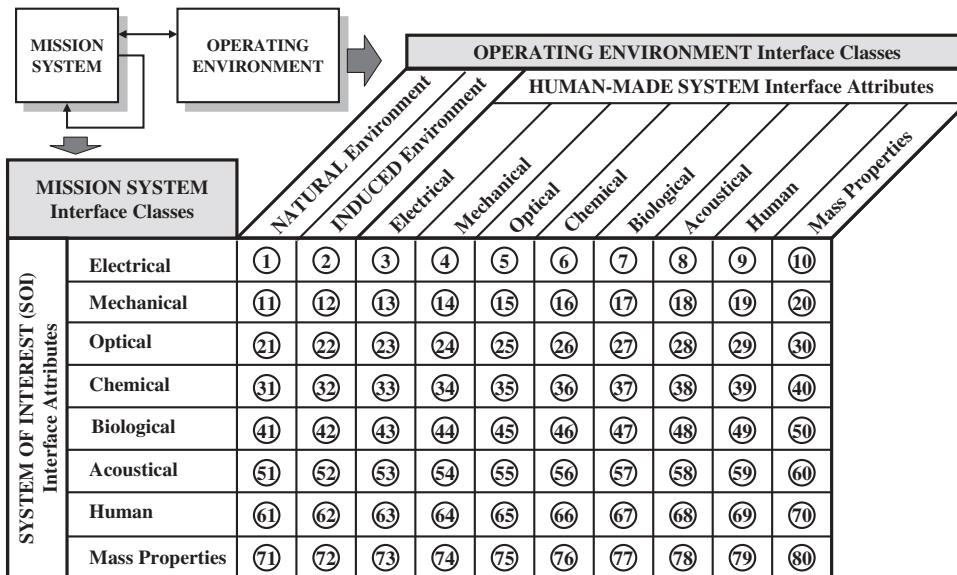 MISSION
SYSTEM
OPERATING
ENVIRONMENT
OPERATING ENVIRONMENT Interface Classes
HUMAN-MADE SYSTEM Interface Attributes
MISSION SYSTEM
Interface Classes
NATURAL Environment
INDUCED Environment
Electrical
Mechanical
Optical
Chemical
Biological
Acoustical
Human
Mass Properties
SYSTEM OF INTEREST (SOI)
Interface Attributes
Electrical 1 2 3 4 5 6 7 8 9 10
Mechanical 11 12 13 14 15 16 17 18 19 20
Optical 21 22 23 24 25 26 27 28 29 30
Chemical 31 32 33 34 35 36 37 38 39 40
Biological 41 42 43 44 45 46 47 48 49 50
Acoustical 51 52 53 54 55 56 57 58 59 60
Human 61 62 63 64 65 66 67 68 69 70
Mass Properties 71 72 73 74 75 76 77 78 79 80